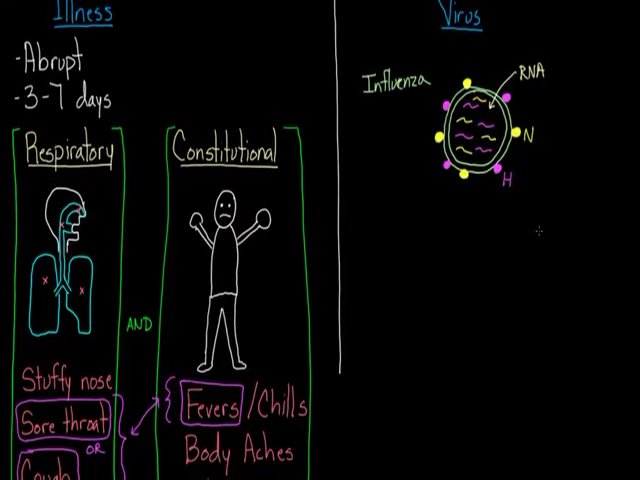 Illness
-Abrupt
-3-7 days
Respiratory
Constitutional
AND
Stuffy nose
Sore throat
OR
Cough
Fevers/Chills
Body Aches
Virus
Influenza
RNA
N
H